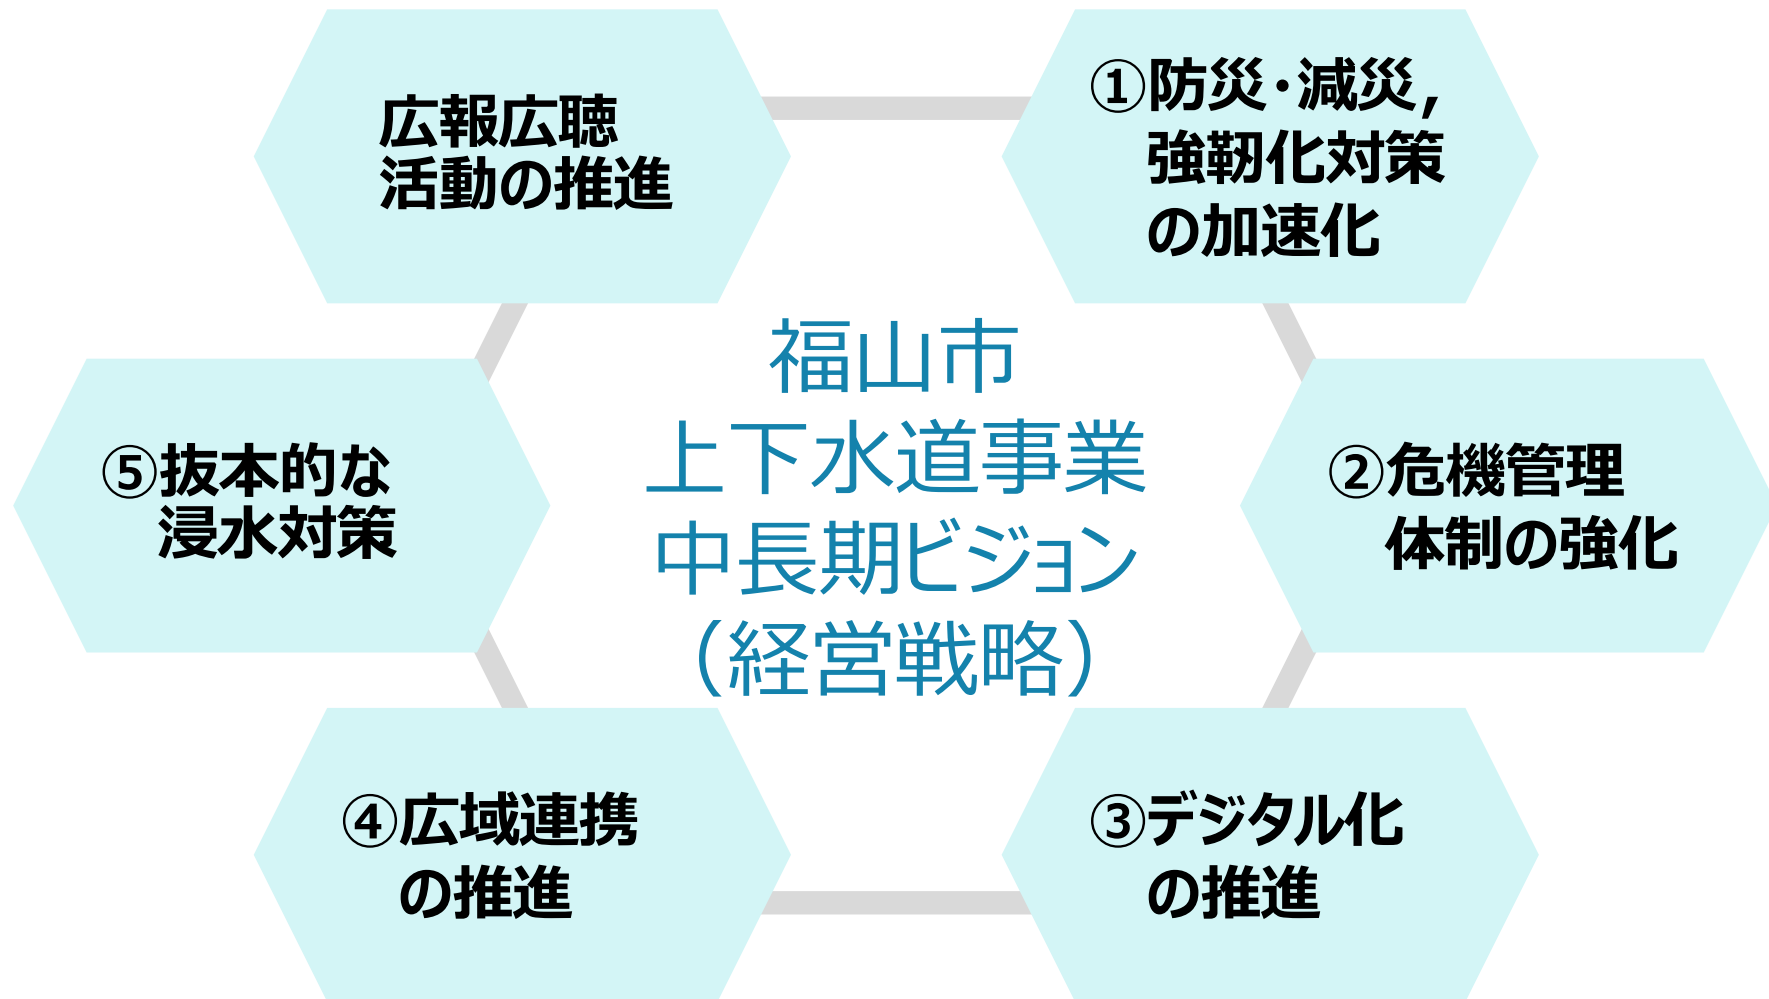 広報広聴
活動の推進
①防災・減災,
強靭化対策
の加速化
福山市
上下水道事業
中長期ビジョン
（経営戦略）
⑤抜本的な
浸水対策
②危機管理
体制の強化
④広域連携
の推進
③デジタル化
の推進